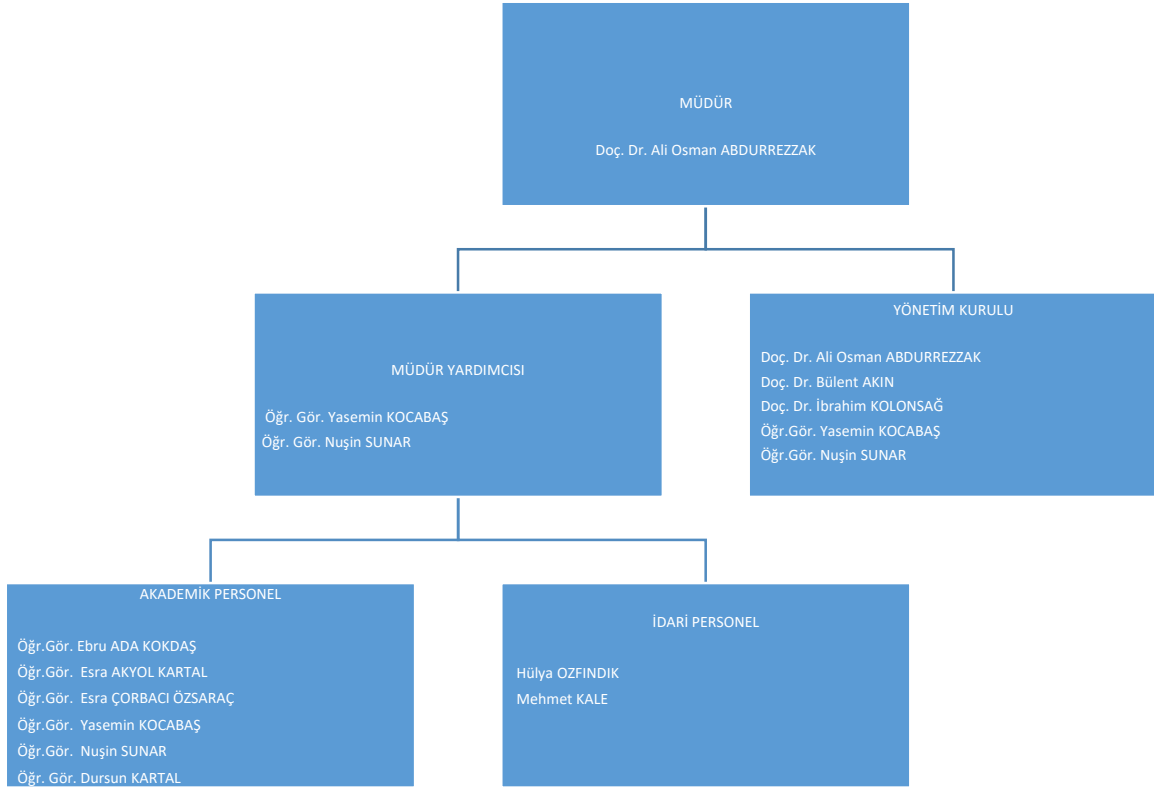 MÜDÜR
Doç. Dr. Ali Osman ABDURREZZAK
MÜDÜR YARDIMCISI
Öğr. Gör. Yasemin KOCABAŞ
Öğr. Gör. Nuşin SUNAR
YÖNETİM KURULU
Doç. Dr. Ali Osman ABDURREZZAK
Doç. Dr. Bülent AKIN
Doç. Dr. İbrahim KOLONSAĞ
Öğr.Gör. Yasemin KOCABAŞ
Öğr.Gör. Nuşin SUNAR
AKADEMİK PERSONEL
Öğr.Gör. Ebru ADA KOKDAŞ
Öğr.Gör. Esra AKYOL KARTAL
Öğr.Gör. Esra ÇORBACI ÖZSARAÇ
Öğr.Gör. Yasemin KOCABAŞ
Öğr.Gör. Nuşin SUNAR
Öğr. Gör. Dursun KARTAL
İDARİ PERSONEL
Hülya OZFINDIK
Mehmet KALE